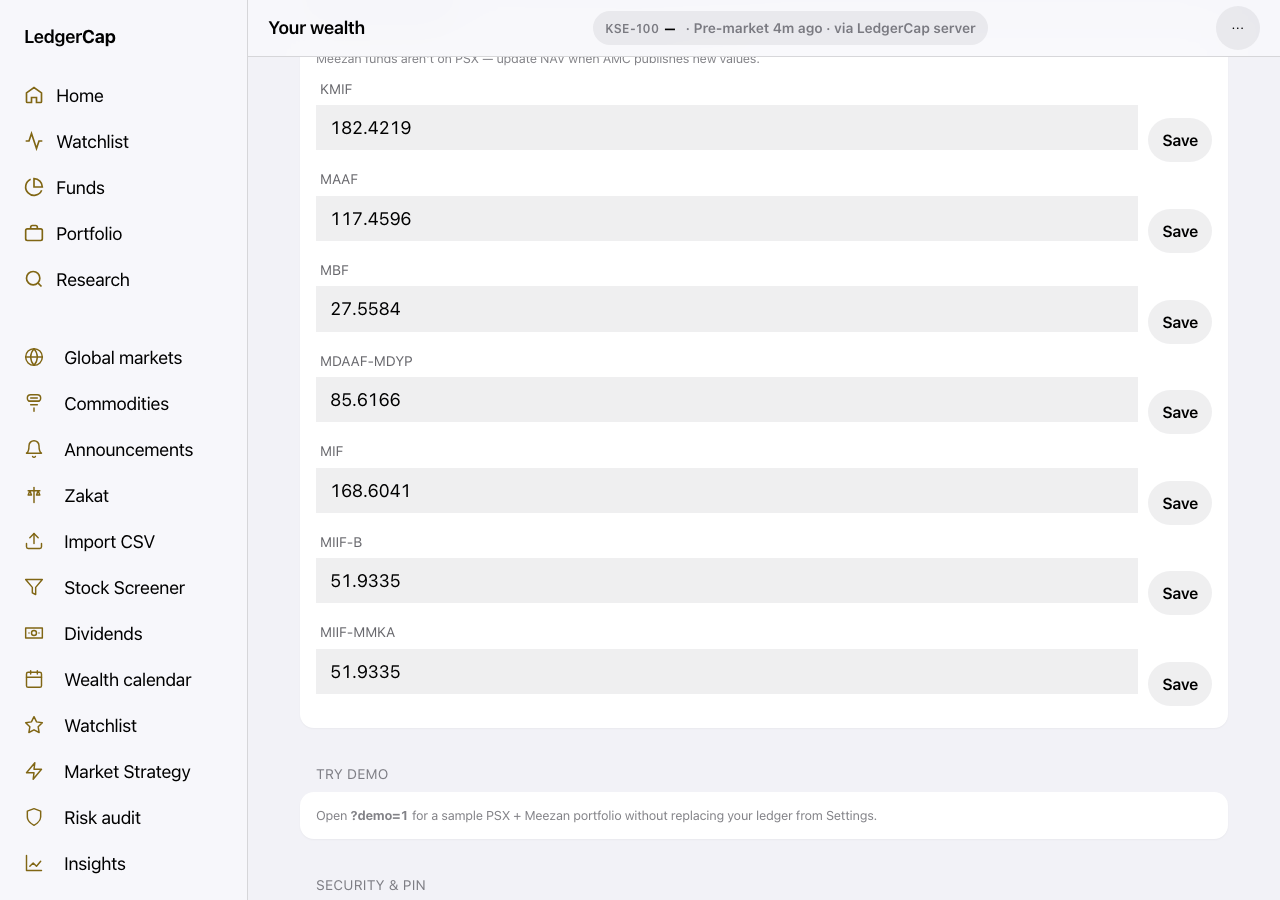 LedgerCap
Home
Watchlist
Funds
Portfolio
Research
Global markets
Commodities
Announcements
Zakat
Import CSV
Stock Screener
Dividends
Wealth calendar
Watchlist
Market Strategy
Risk audit
Insights
Your wealth
KSE-100 — · Pre-market 4m ago · via LedgerCap server
...
Meezan funds aren't on PSX — update NAV when AMC publishes new values.
KMIF
182.4219
Save
MAAF
117.4596
Save
MBF
27.5584
Save
MDAAF-MDYP
85.6166
Save
MIF
168.6041
Save
MIIF-B
51.9335
Save
MIIF-MMKA
51.9335
Save
TRY DEMO
Open ?demo=1 for a sample PSX + Meezan portfolio without replacing your ledger from Settings.
SECURITY & PIN